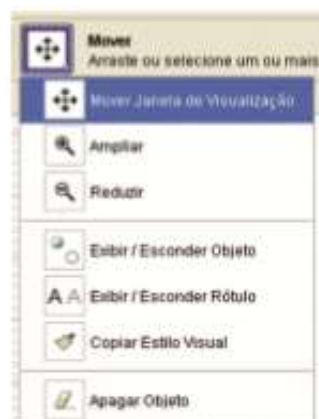 Mover
Arraste ou selecione um ou mais
Mover Janela de Visualização
Ampliar
Reduzir
Exibir / Esconder Objeto
A A Exibir / Esconder Rótulo
Copiar Estilo Visual
Apagar Objeto